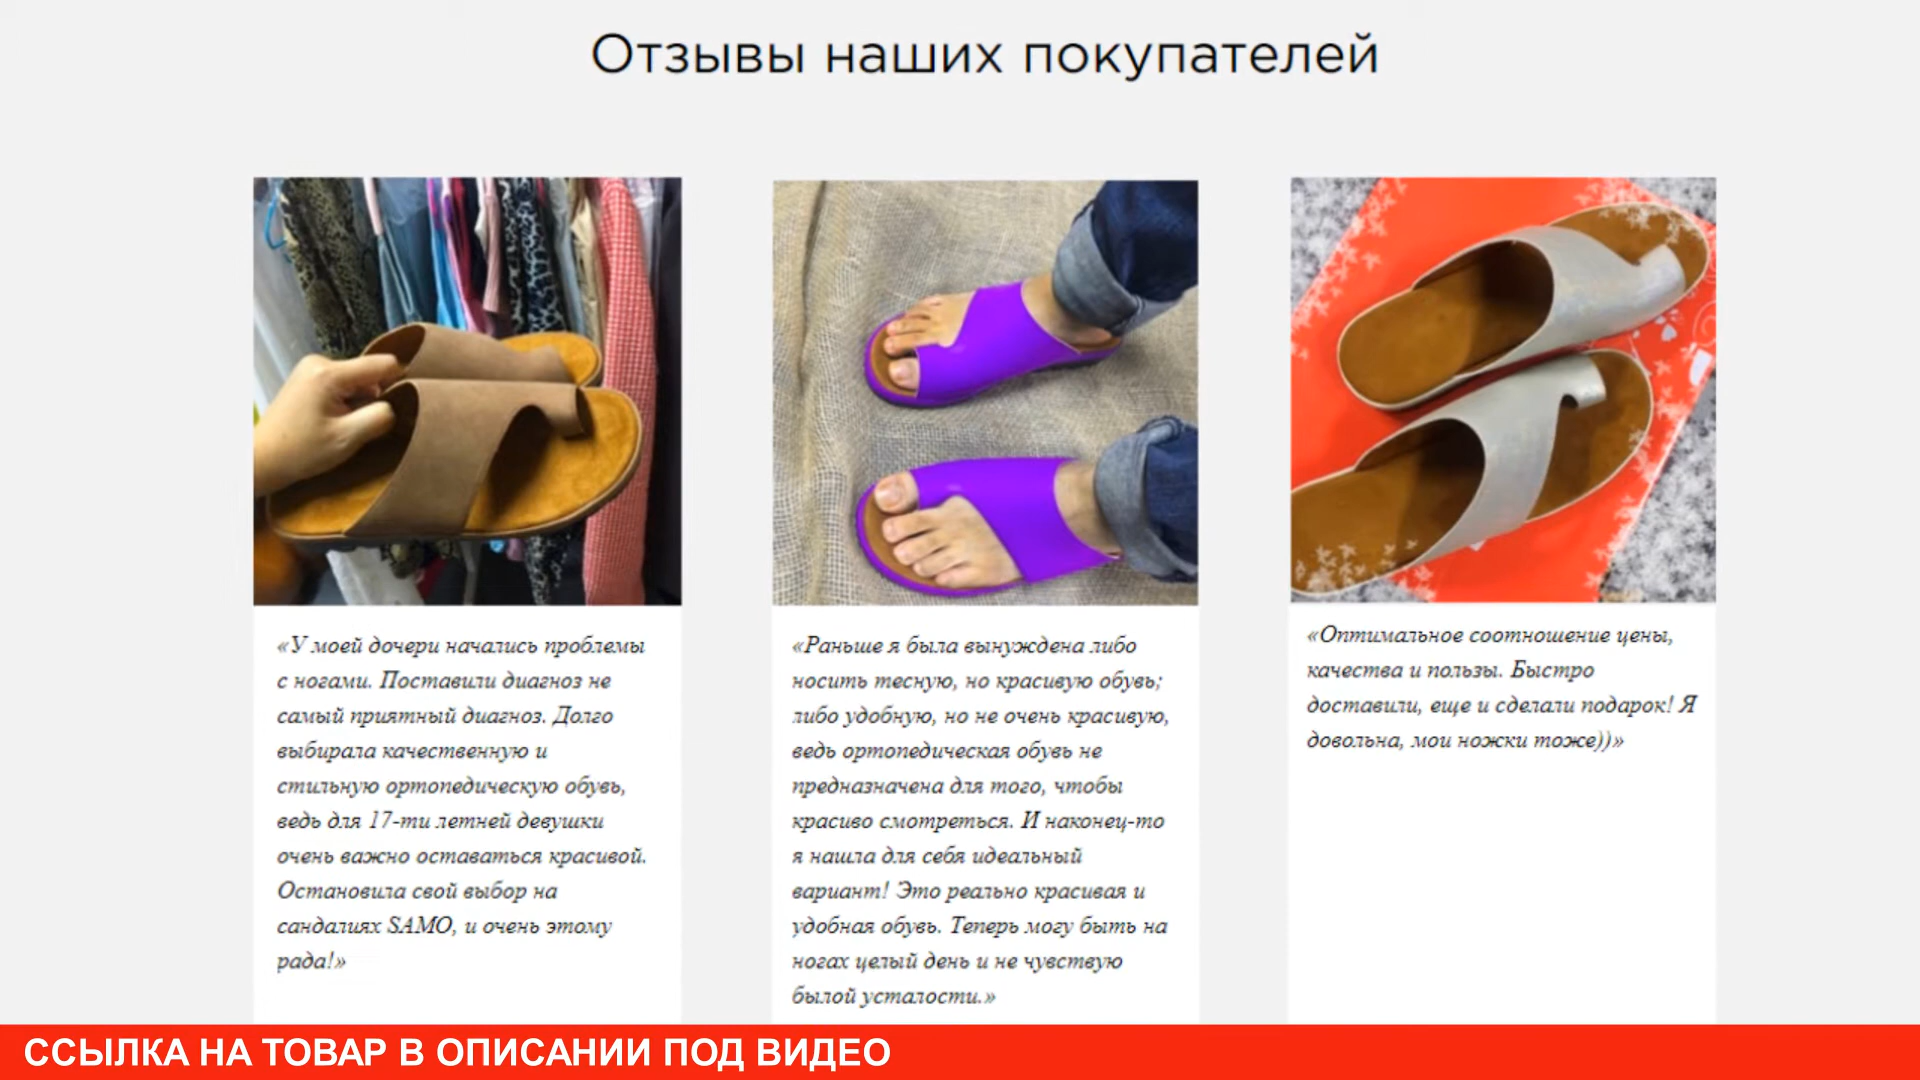 Отзывы наших покупателей
«У моей дочери начались проблемы
с ногами. Поставили диагноз не
самый приятный диагноз. Долго
выбирала качественную и
стильную ортопедическую обувь,
ведь для 17-ти летней девушки
очень важно оставаться красивой.
Остановила свой выбор на
сандалиях SAMO, и очень этому
рада!»
«Раньше я была вынуждена либо
носить тесную, но красивую обувь;
либо удобную, но не очень красивую,
ведь ортопедическая обувь не
предназначена для того, чтобы
красиво смотреться. И наконец-то
я нашла для себя идеальный
вариант! Это реально красивая и
удобная обувь. Теперь могу быть на
ногах целый день и не чувствую
былой усталости.»
«Оптимальное соотношение цены,
качества и пользы. Быстро
доставили, еще и сделали подарок! Я
довольна, мои ножки тоже))»
ССЫЛКА НА ТОВАР В ОПИСАНИИ ПОД ВИДЕО